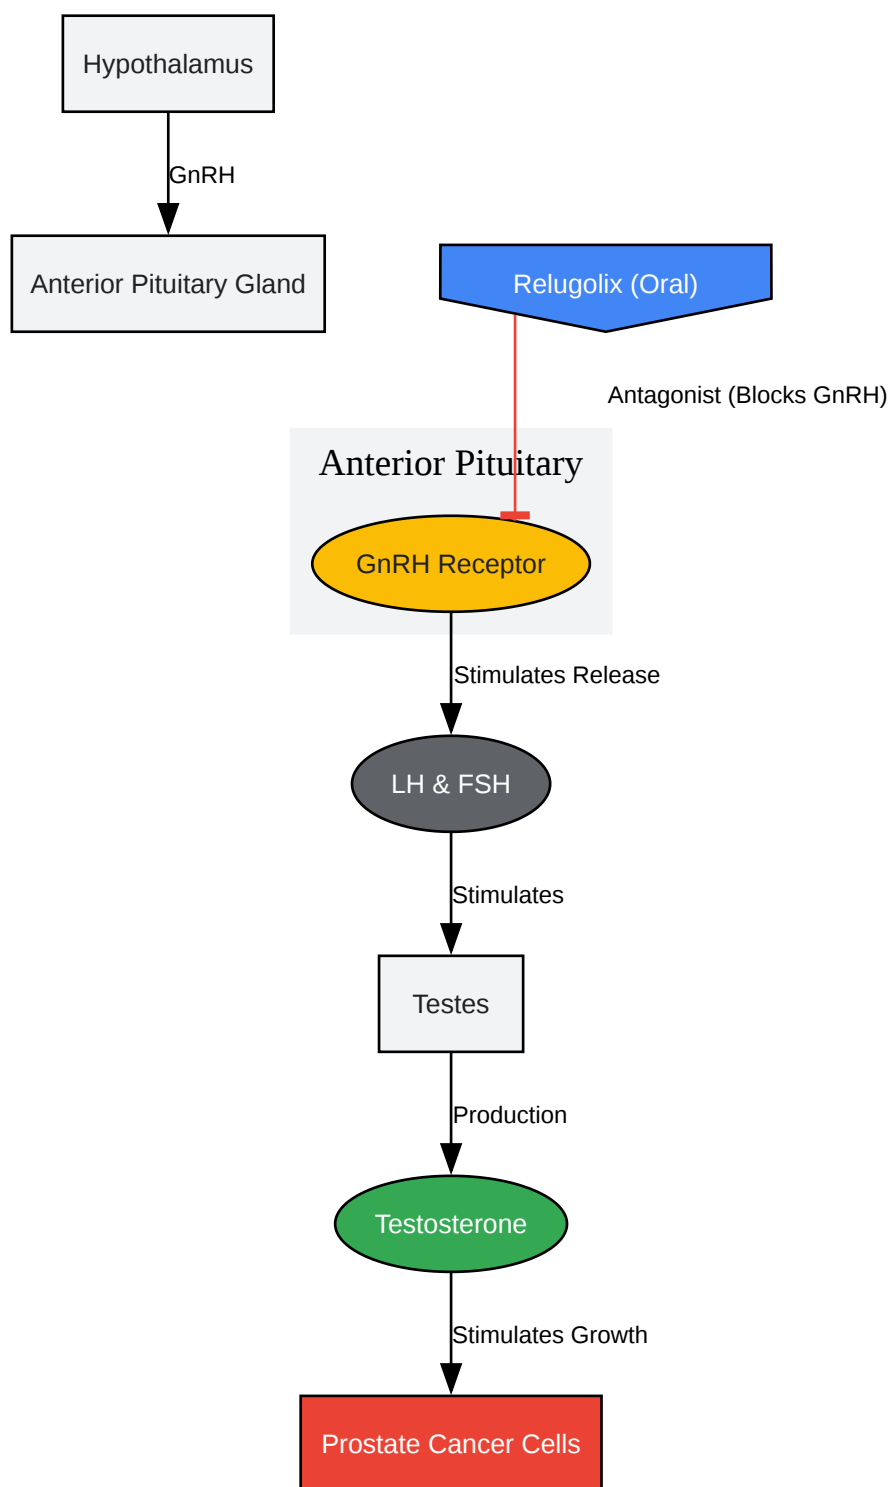 Hypothalamus
GnRH
Anterior Pituitary Gland
Relugolix (Oral)
Antagonist (Blocks GnRH)
Anterior Pituitary
GnRH Receptor
Stimulates Release
LH & FSH
Stimulates
Testes
Production
Testosterone
Stimulates Growth
Prostate Cancer Cells